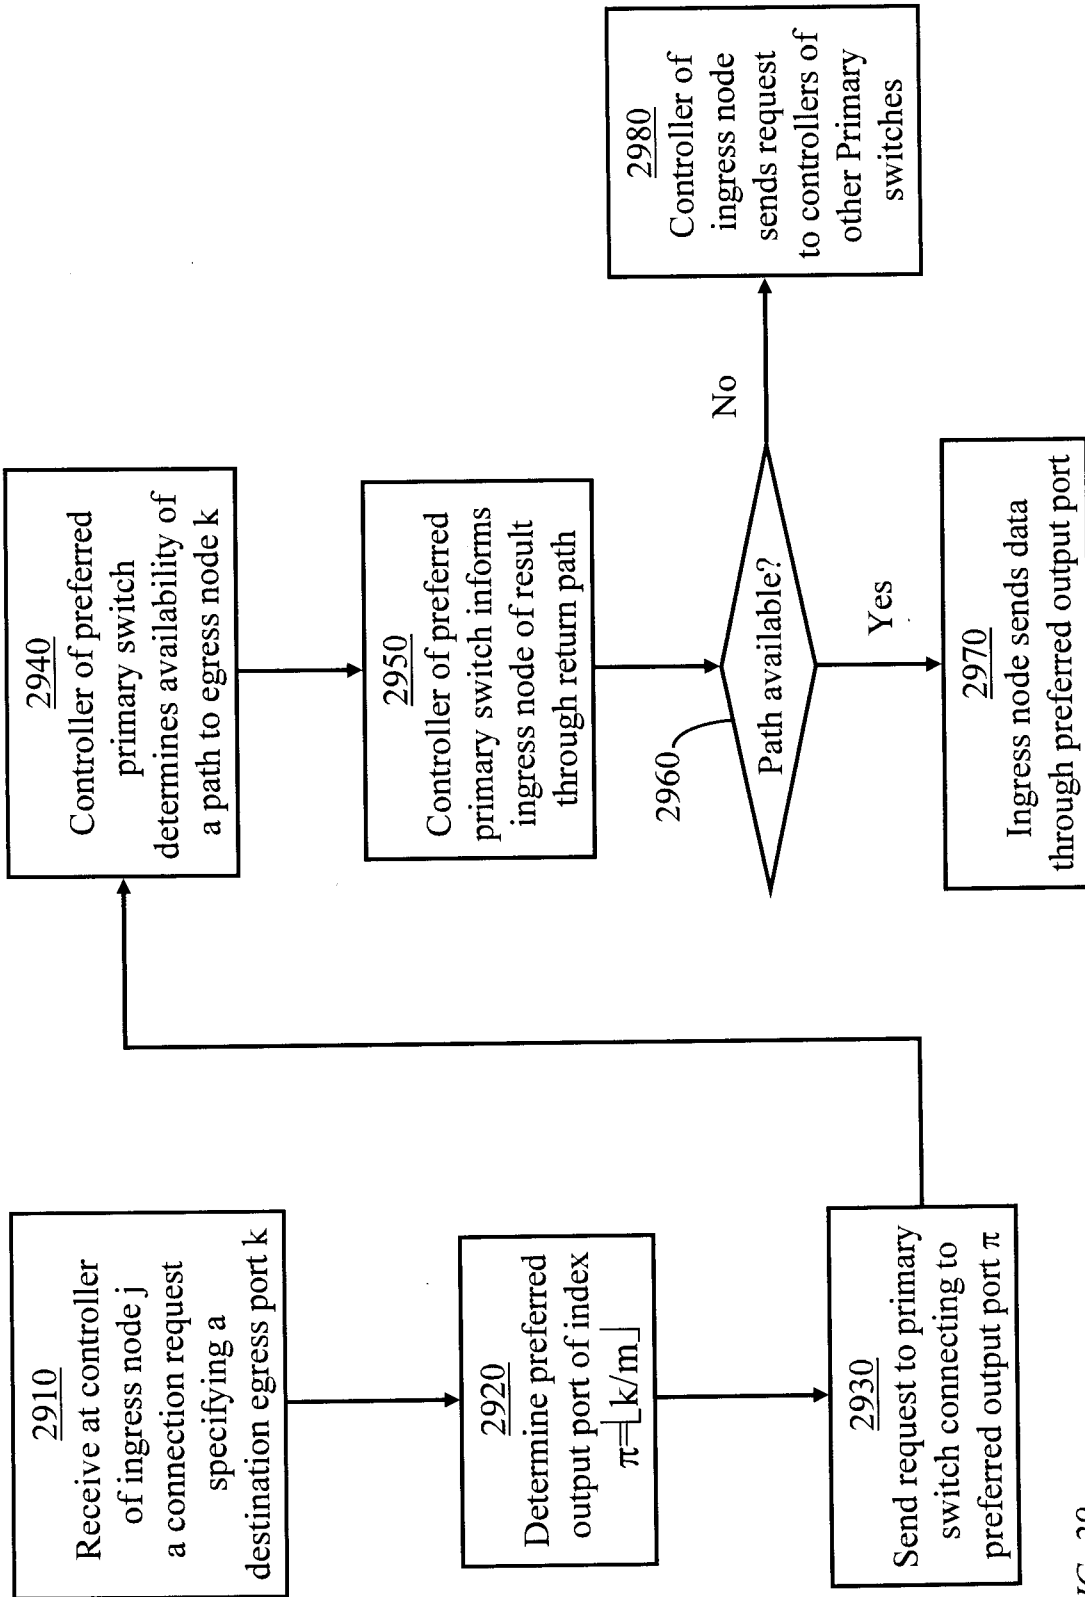 2910
Receive at controller
of ingress node j
a connection request
specifying a
destination egress port k
2920
Determine preferred
output port of index
π=⌊k/m⌋
2930
Send request to primary
switch connecting to
preferred output port π
2940
Controller of preferred
primary switch
determines availability of
a path to egress node k
2950
Controller of preferred
primary switch informs
ingress node of result
through return path
2960
Path available?
Yes
No
2970
Ingress node sends data
through preferred output port
2980
Controller of
ingress node
sends request
to controllers of
other Primary
switches